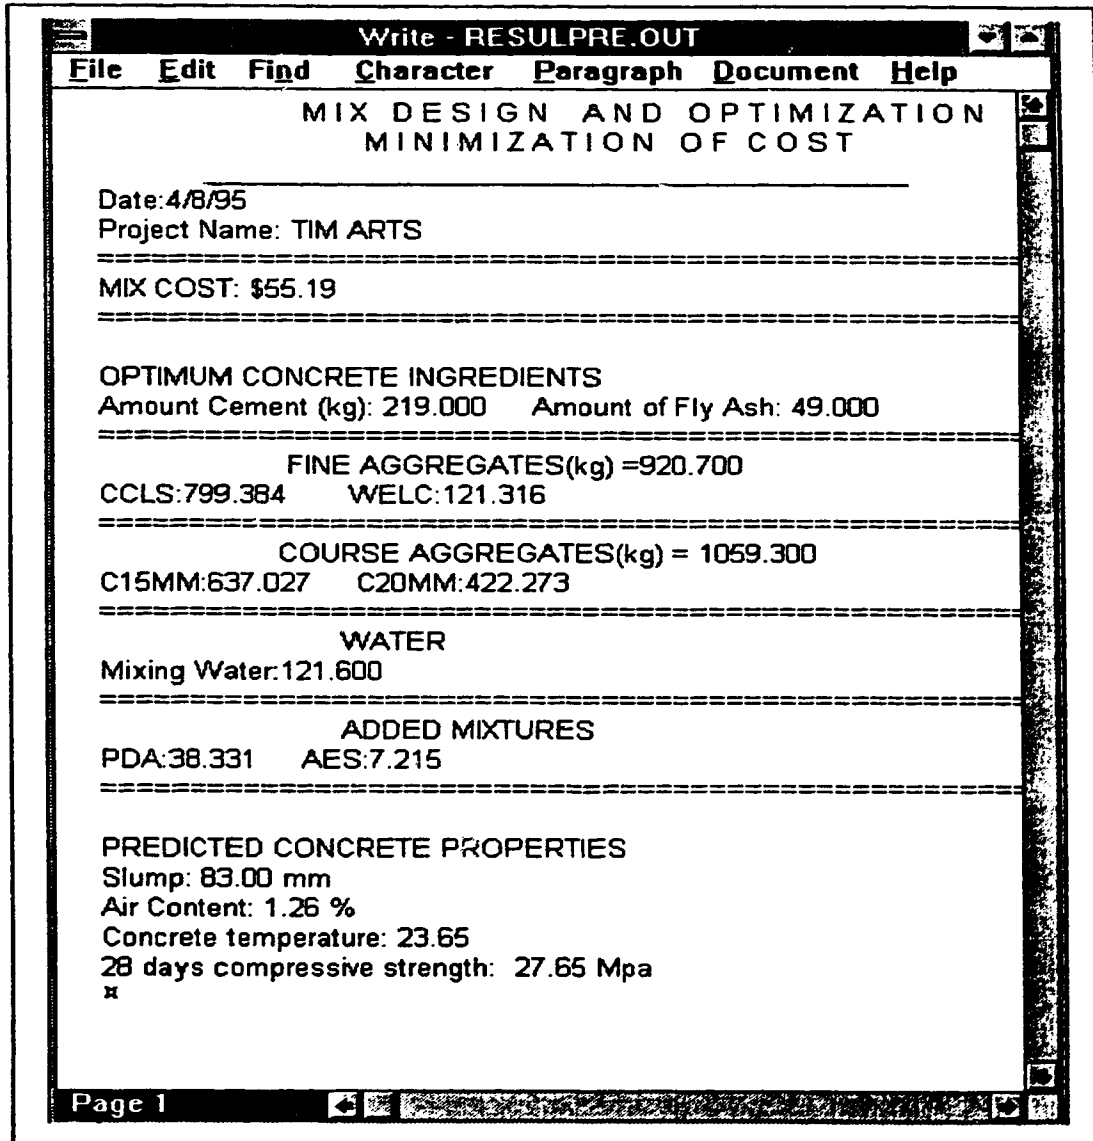 Write - RESULPRE.OUT
File Edit Find Character Paragraph Document Help
MIX DESIGN AND OPTIMIZATION
MINIMIZATION OF COST
Date:4/8/95
Project Name: TIM ARTS
MIX COST: $55.19
OPTIMUM CONCRETE INGREDIENTS
Amount Cement (kg): 219.000 Amount of Fly Ash: 49.000
FINE AGGREGATES(kg) =920.700
CCLS:799.384 WELC:121.316
COURSE AGGREGATES(kg) = 1059.300
C15MM:637.027 C20MM:422.273
WATER
Mixing Water:121.600
ADDED MIXTURES
PDA:38.331 AES:7.215
PREDICTED CONCRETE PROPERTIES
Slump: 83.00 mm
Air Content: 1.26 %
Concrete temperature: 23.65
28 days compressive strength: 27.65 Mpa
¤
Page 1